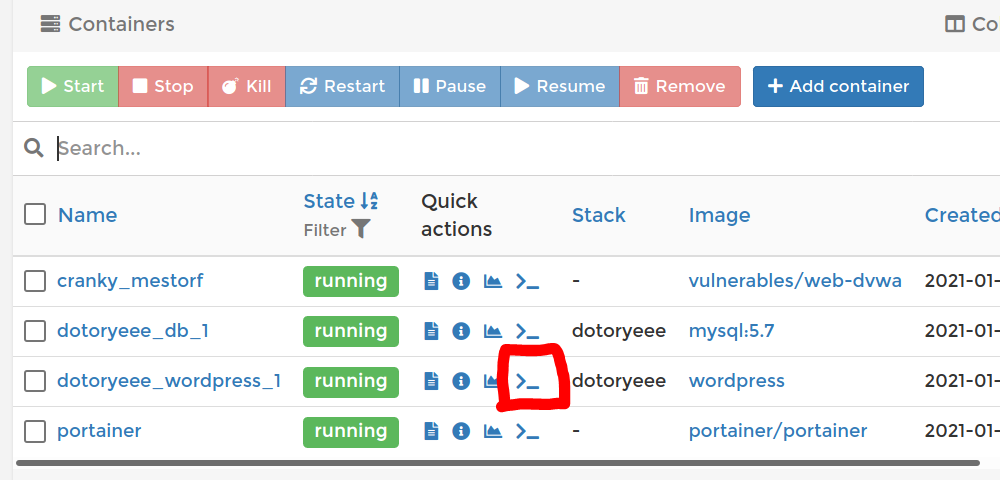 Containers Co
Start Stop Kill Restart Pause Resume Remove Add container
Search...
Name State Filter Quick actions Stack Image Created
cranky_mestorf running - vulnerables/web-dvwa 2021-01-
dotoryeee_db_1 running dotoryeee mysql:5.7 2021-01-
dotoryeee_wordpress_1 running dotoryeee wordpress 2021-01-
portainer running - portainer/portainer 2021-01-